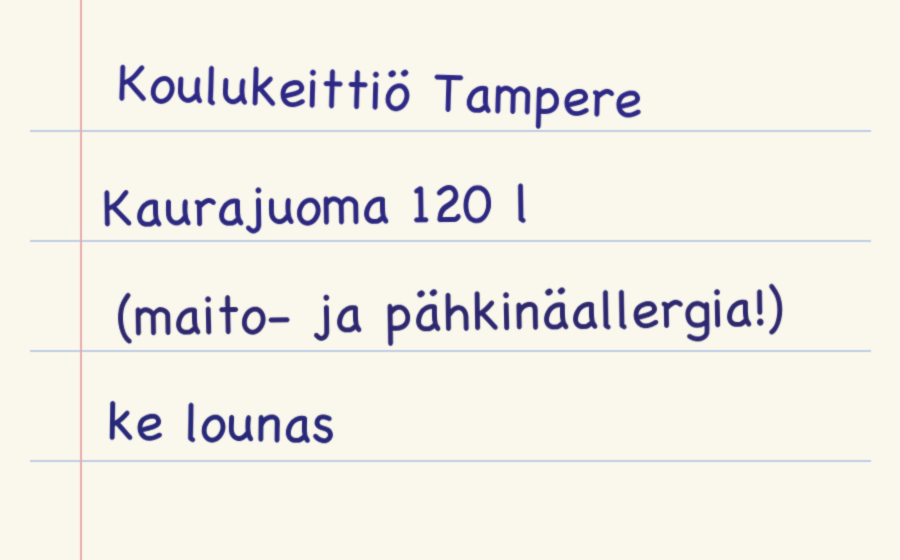 Koulukeittiö Tampere
Kaurajuoma 120 l
(maito- ja pähkinäallergia!)
ke lounas